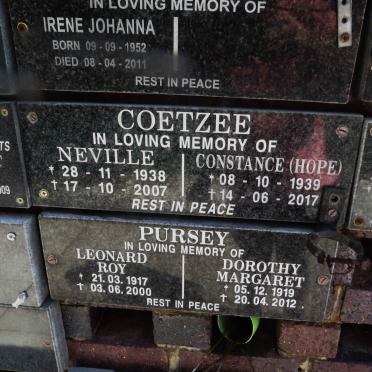 IN LOVING MEMORY OF
IRENE JOHANNA
BORN 09-09-1952
DIED 08-04-2011
REST IN PEACE
COETZEE
IN LOVING MEMORY OF
NEVILLE
* 28 - 11 - 1938
† 17 - 10 - 2007
CONSTANCE (HOPE)
* 08 - 10 - 1939
† 14 - 06 - 2017
REST IN PEACE
PURSEY
IN LOVING MEMORY OF
LEONARD
ROY
* 21.03.1917
† 03.06.2000
DOROTHY
MARGARET
* 05.12.1919
† 20.04.2012
REST IN PEACE